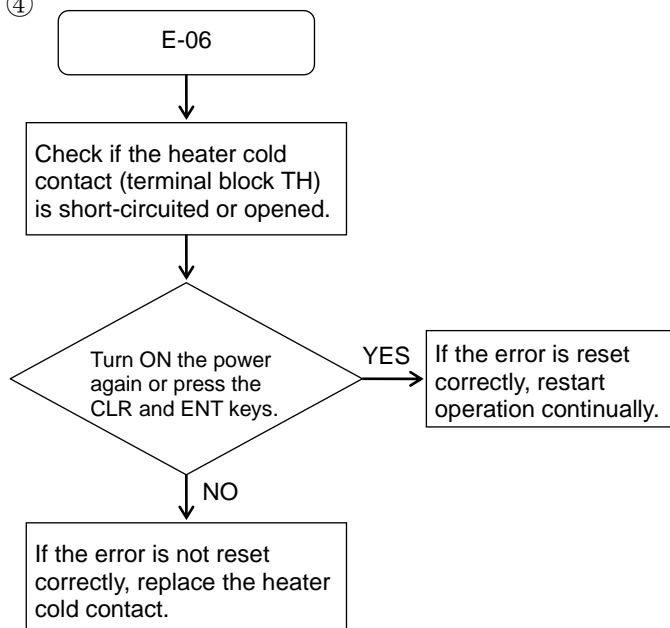 ④
E-06
Check if the heater cold
contact (terminal block TH)
is short-circuited or opened.
Turn ON the power
again or press the
CLR and ENT keys.
YES
If the error is reset
correctly, restart
operation continually.
NO
If the error is not reset
correctly, replace the heater
cold contact.